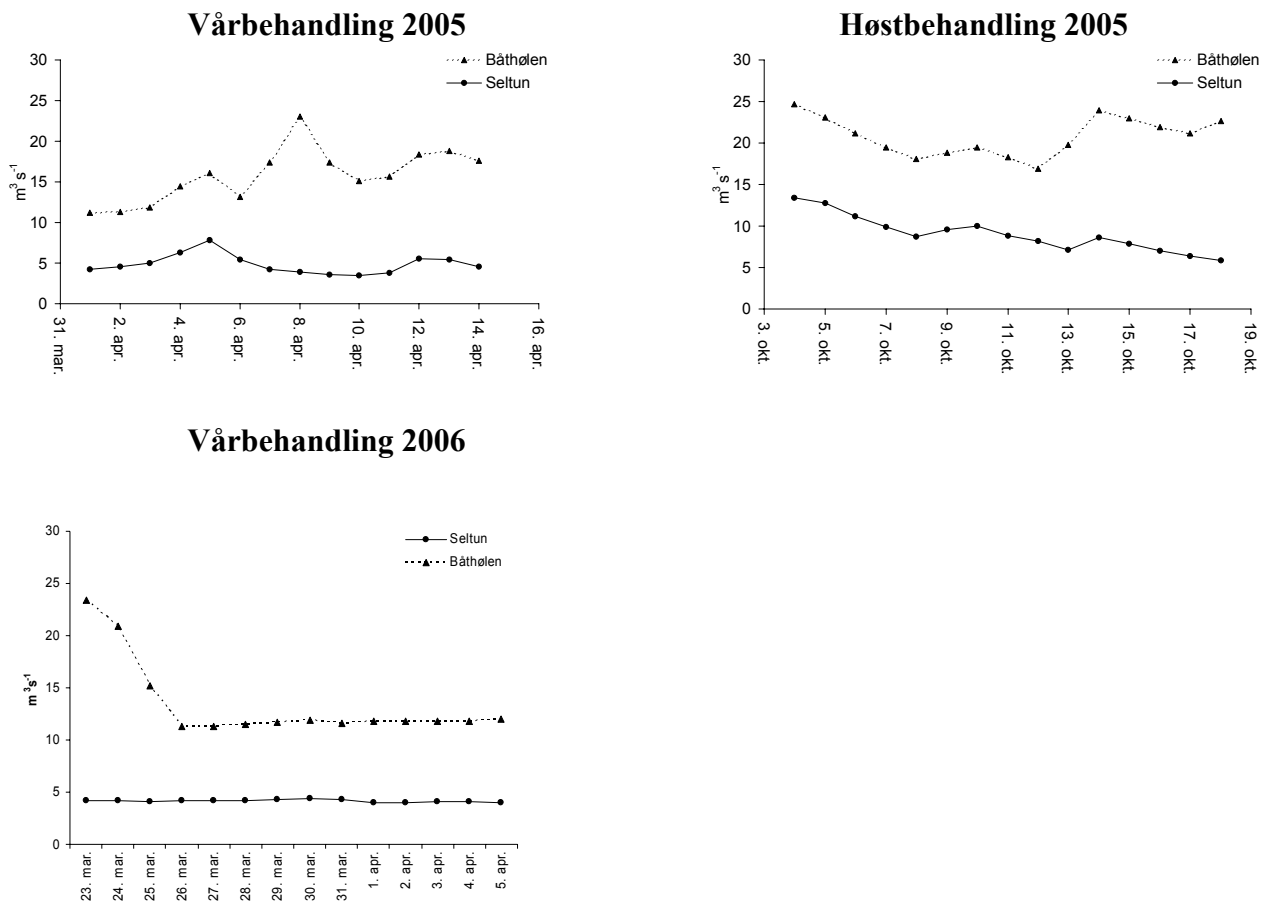 Vårbehandling 2005
30
25
20
15
10
5
0
m³ s⁻¹
Båthølen
Seltun
31. mar.
2. apr.
4. apr.
6. apr.
8. apr.
10. apr.
12. apr.
14. apr.
16. apr.
Høstbehandling 2005
30
25
20
15
10
5
0
m³ s⁻¹
Båthølen
Seltun
3. okt.
5. okt.
7. okt.
9. okt.
11. okt.
13. okt.
15. okt.
17. okt.
19. okt.
Vårbehandling 2006
30
25
20
15
10
5
0
m³s⁻¹
Seltun
Båthølen
23. mar.
24. mar.
25. mar.
26. mar.
27. mar.
28. mar.
29. mar.
30. mar.
31. mar.
1. apr.
2. apr.
3. apr.
4. apr.
5. apr.